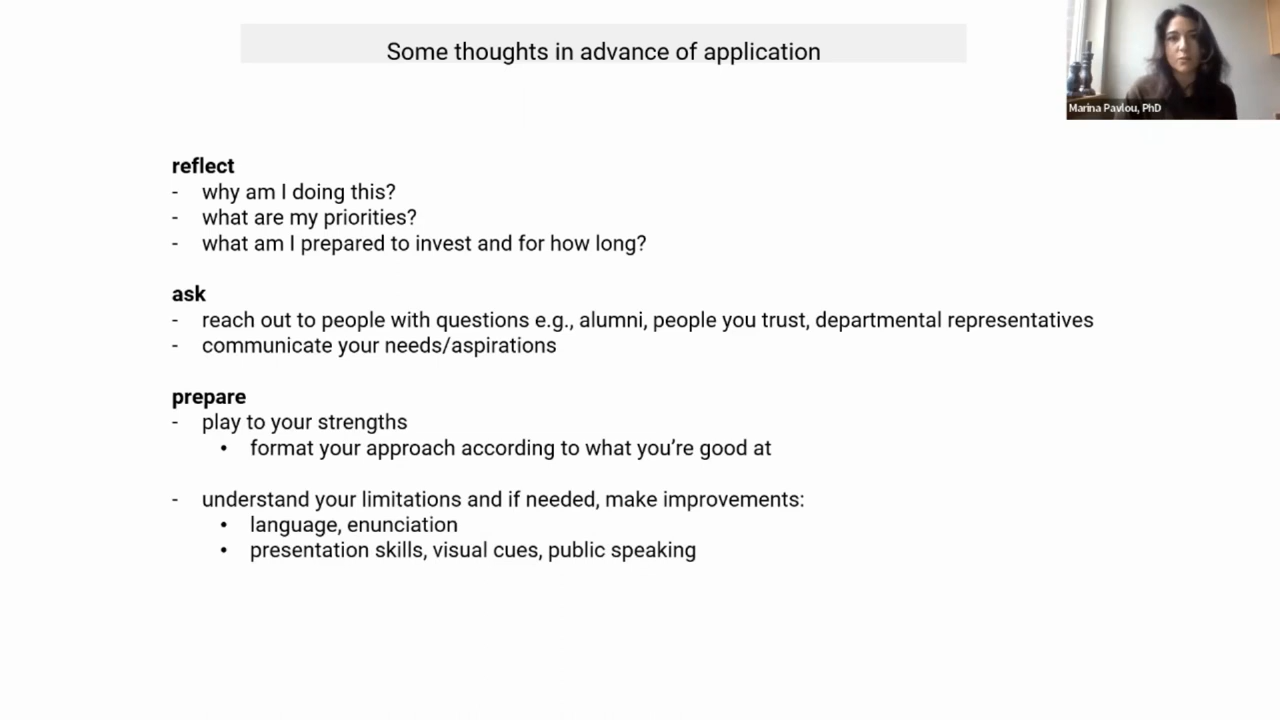 Some thoughts in advance of application
Marina Pavlou, PhD
reflect
- why am I doing this?
- what are my priorities?
- what am I prepared to invest and for how long?
ask
- reach out to people with questions e.g., alumni, people you trust, departmental representatives
- communicate your needs/aspirations
prepare
- play to your strengths
• format your approach according to what you’re good at
- understand your limitations and if needed, make improvements:
• language, enunciation
• presentation skills, visual cues, public speaking